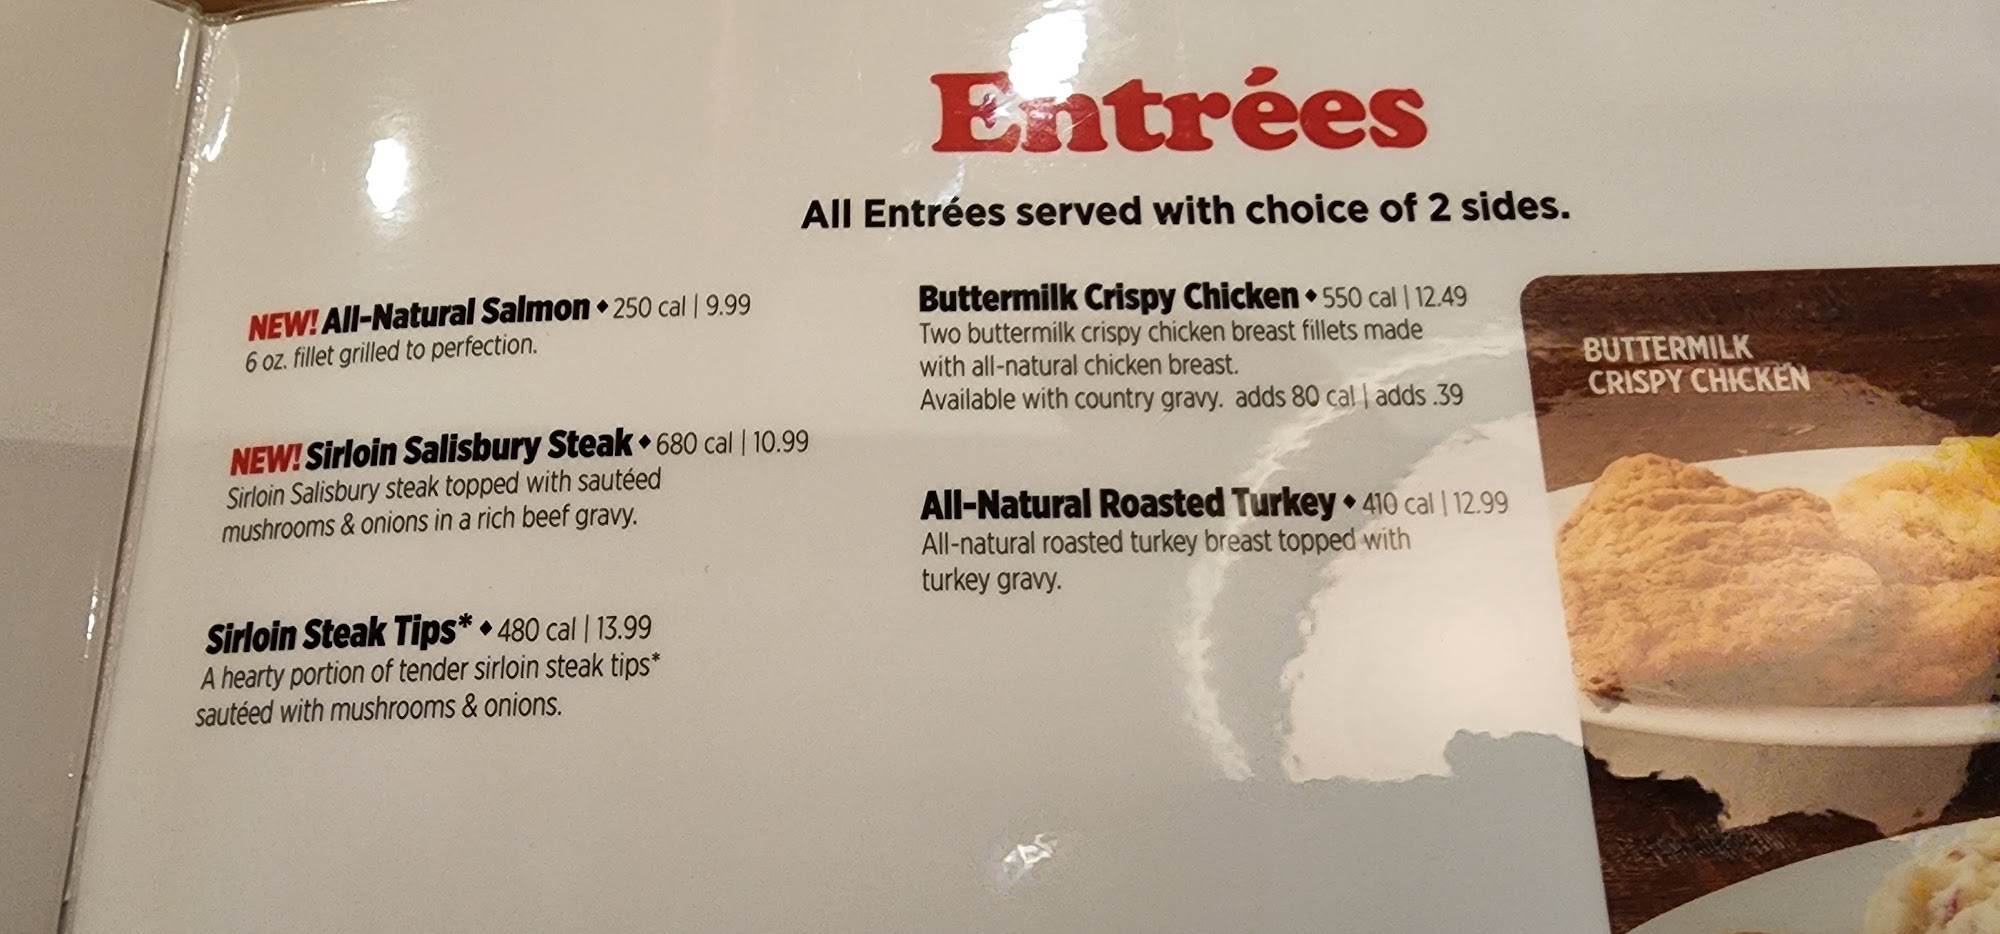 Entrées
All Entrées served with choice of 2 sides.
NEW! All-Natural Salmon ◆ 250 cal | 9.99
6 oz. fillet grilled to perfection.
NEW! Sirloin Salisbury Steak ◆ 680 cal | 10.99
Sirloin Salisbury steak topped with sautéed
mushrooms & onions in a rich beef gravy.
Sirloin Steak Tips* ◆ 480 cal | 13.99
A hearty portion of tender sirloin steak tips*
sautéed with mushrooms & onions.
Buttermilk Crispy Chicken ◆ 550 cal | 12.49
Two buttermilk crispy chicken breast fillets made
with all-natural chicken breast.
Available with country gravy. adds 80 cal | adds .39
All-Natural Roasted Turkey ◆ 410 cal | 12.99
All-natural roasted turkey breast topped with
turkey gravy.
BUTTERMILK
CRISPY CHICKEN